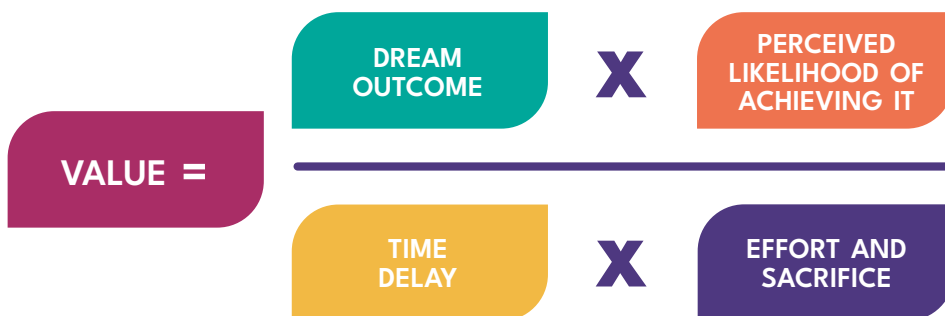 DREAM
OUTCOME
X
PERCEIVED
LIKELIHOOD OF
ACHIEVING IT
VALUE =
TIME
DELAY
X
EFFORT AND
SACRIFICE